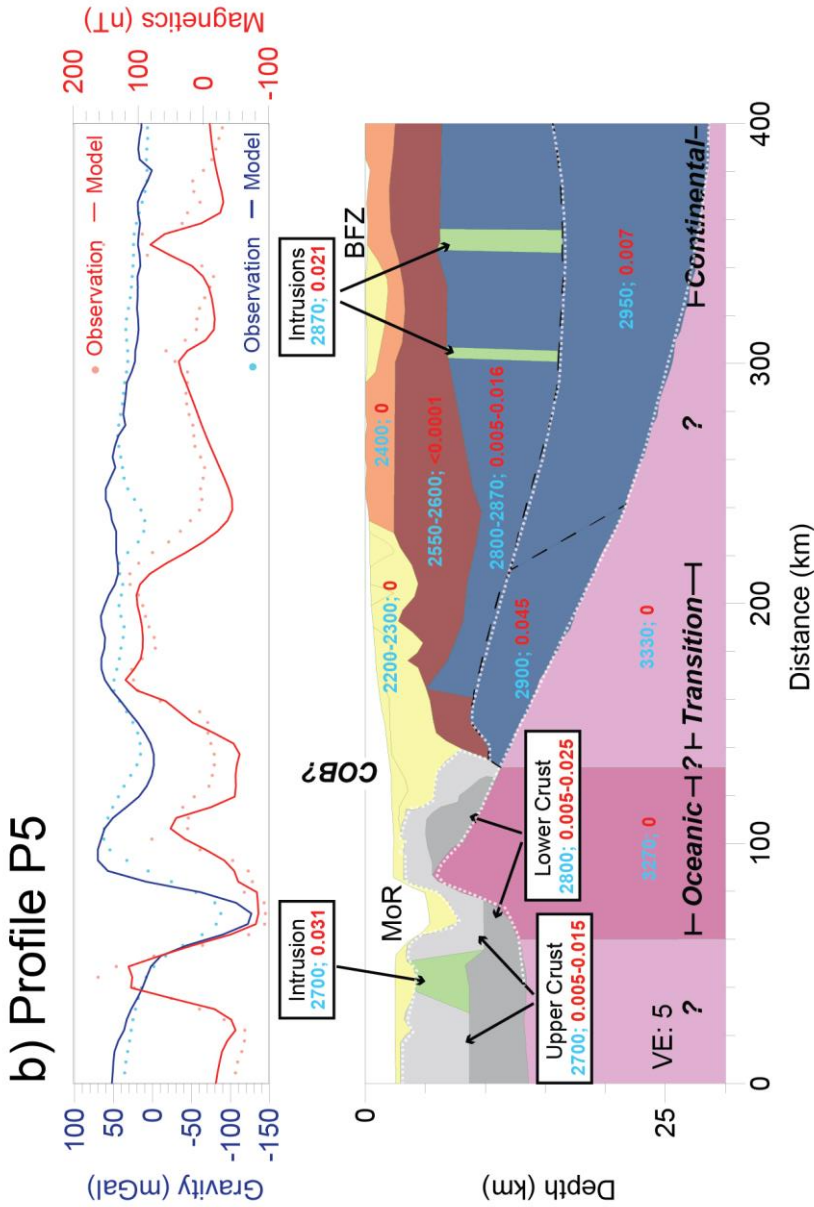 b) Profile P5
Gravity (mGal)
100
50
0
-50
-100
-150
Magnetics (nT)
200
100
0
-100
Observation — Model
Observation — Model
Intrusion
2700; 0.031
Intrusions
2870; 0.021
MoR
COB?
BFZ
Depth (km)
0
25
2200-2300; 0
2400; 0
2550-2600; <0.0001
2800-2870; 0.005-0.016
2900; 0.045
2950; 0.007
3330; 0
3270; 0
Upper Crust
2700; 0.005-0.015
Lower Crust
2800; 0.005-0.025
VE: 5
?
Oceanic
?
Transition
?
Continental
0
100
200
300
400
Distance (km)